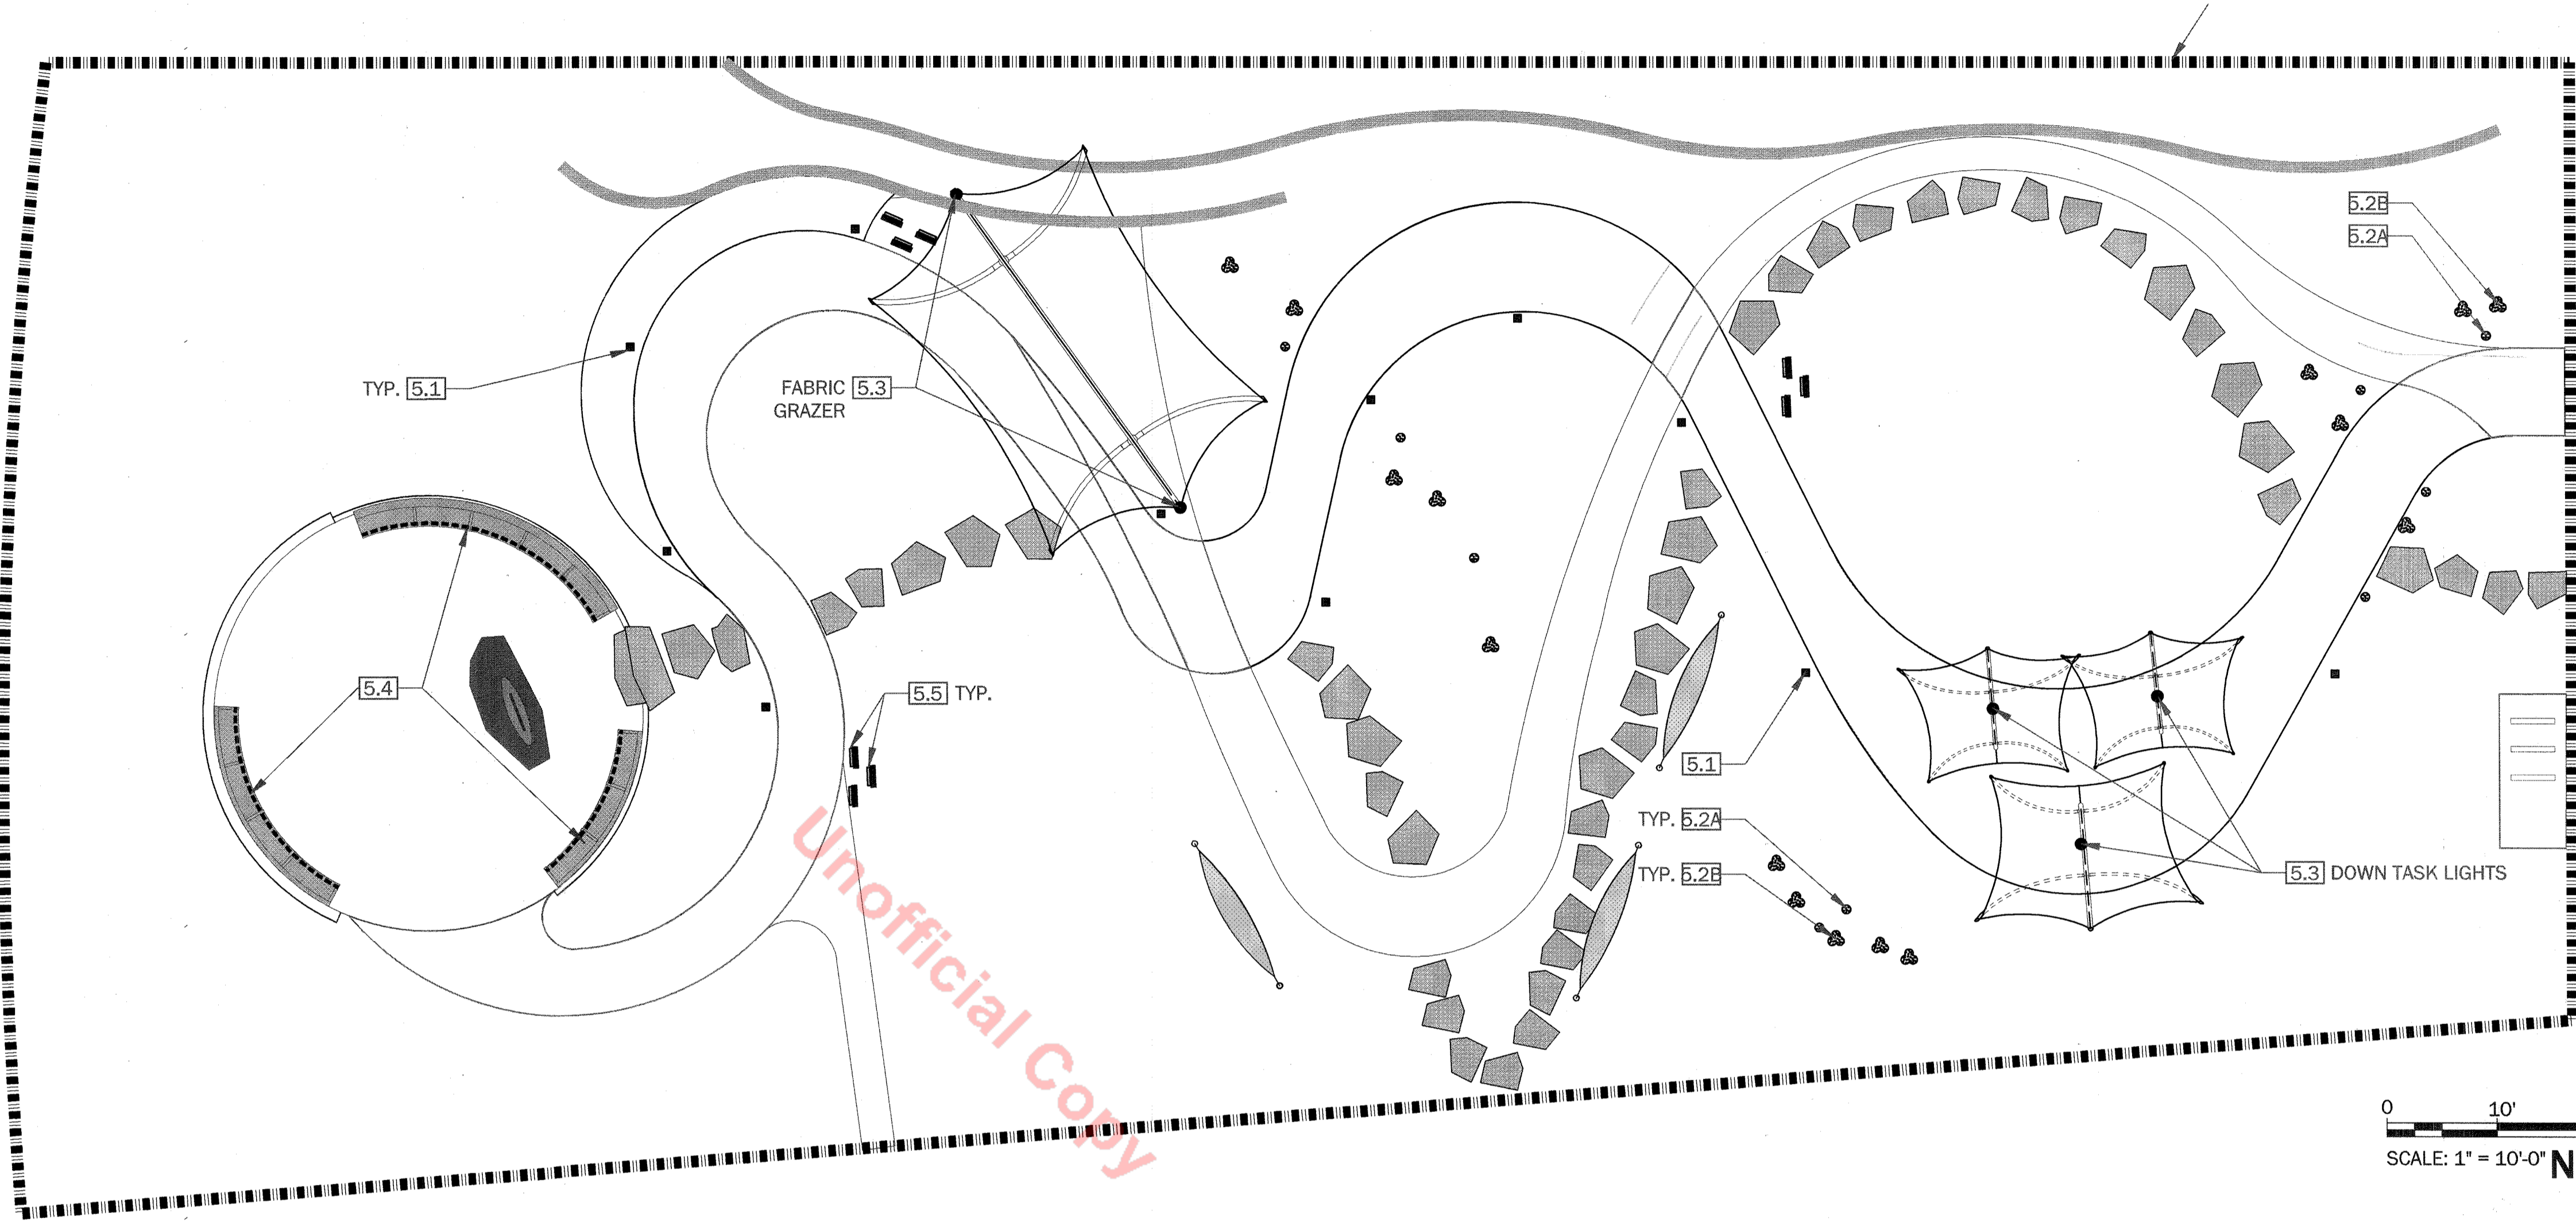 5.2B
5.2A
TYP. 5.1
FABRIC 5.3
GRAZER
5.4
5.5 TYP.
5.1
TYP. 5.2A
TYP. 5.2B
5.3 DOWN TASK LIGHTS
Unofficial Copy
0 10'
SCALE: 1" = 10'-0" N